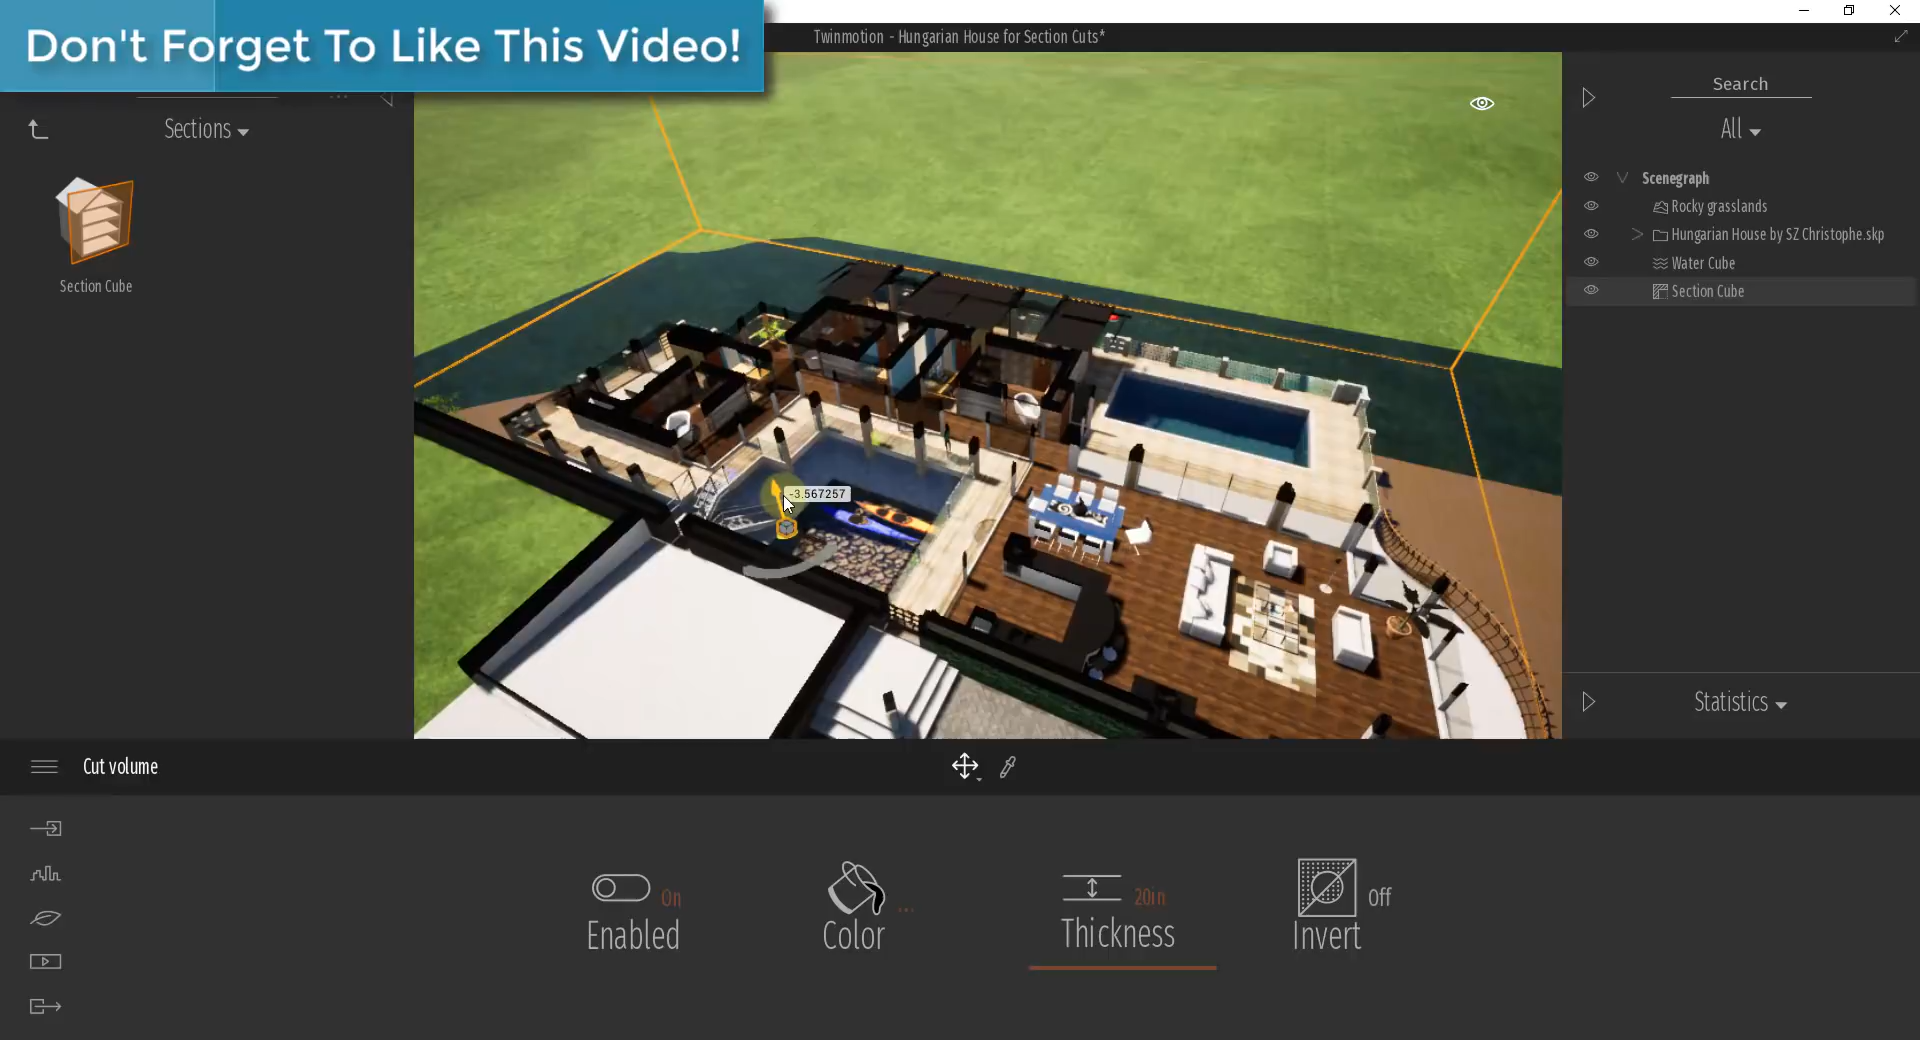 Don't Forget To Like This Video!
Twinmotion - Hungarian House for Section Cuts*
Sections
Section Cube
Search
All
Scenegraph
Rocky grasslands
Hungarian House by SZ Christophe.skp
Water Cube
Section Cube
-3.567257
Statistics
Cut volume
On
Enabled
...
Color
20in
Thickness
Off
Invert